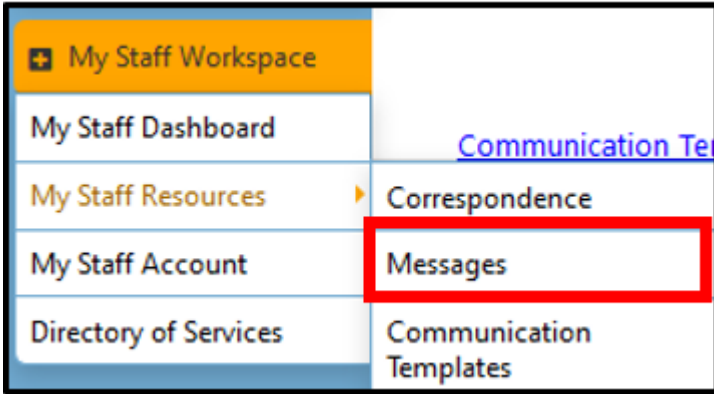 My Staff Workspace
My Staff Dashboard
My Staff Resources
My Staff Account
Directory of Services
Communication
Correspondence
Messages
Communication
Templates